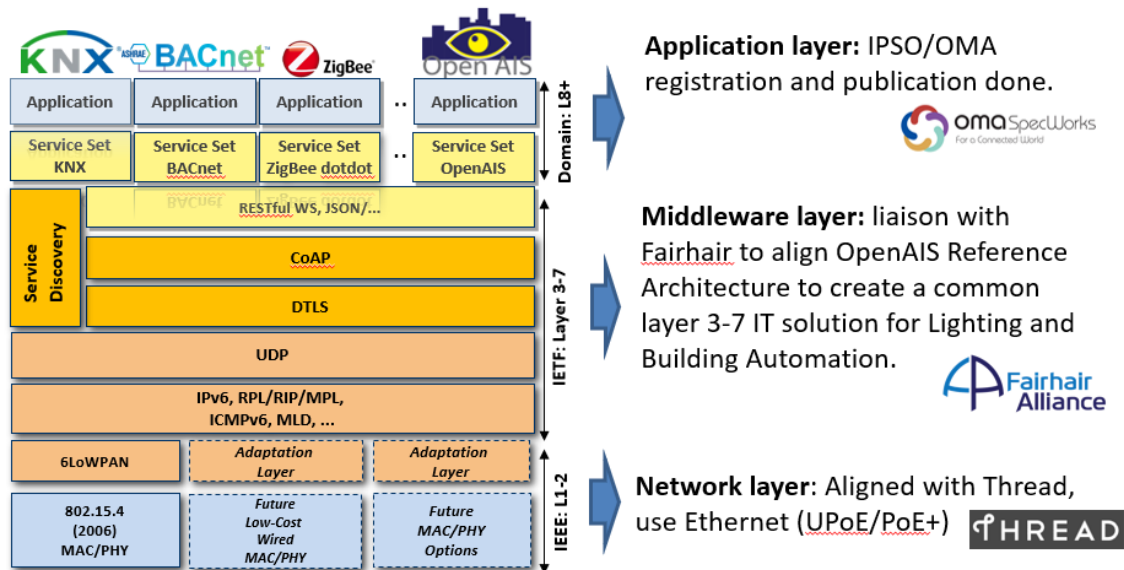 KNX
ASHRAE BACnet™
ZigBee®
Open AIS
Application
Application
Application
..
Application
Service Set
KNX
Service Set
BACnet
Service Set
ZigBee dotdot
..
Service Set
OpenAIS
Domain: L8+
Service
Discovery
RESTful WS, JSON/...
CoAP
DTLS
UDP
IPv6, RPL/RIP/MPL,
ICMPv6, MLD, ...
IETF: Layer 3-7
6LoWPAN
Adaptation
Layer
Adaptation
Layer
802.15.4
(2006)
MAC/PHY
Future
Low-Cost
Wired
MAC/PHY
Future
MAC/PHY
Options
IEEE: L1-2
Application layer: IPSO/OMA
registration and publication done.
oma SpecWorks
For a Connected World
Middleware layer: liaison with
Fairhair to align OpenAIS Reference
Architecture to create a common
layer 3-7 IT solution for Lighting and
Building Automation.
Fairhair
Alliance
Network layer: Aligned with Thread,
use Ethernet (UPoE/PoE+)
THREAD